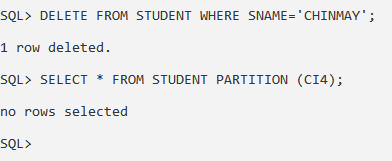 SQL> DELETE FROM STUDENT WHERE SNAME='CHINMAY';
1 row deleted.
SQL> SELECT * FROM STUDENT PARTITION (CI4);
no rows selected
SQL>